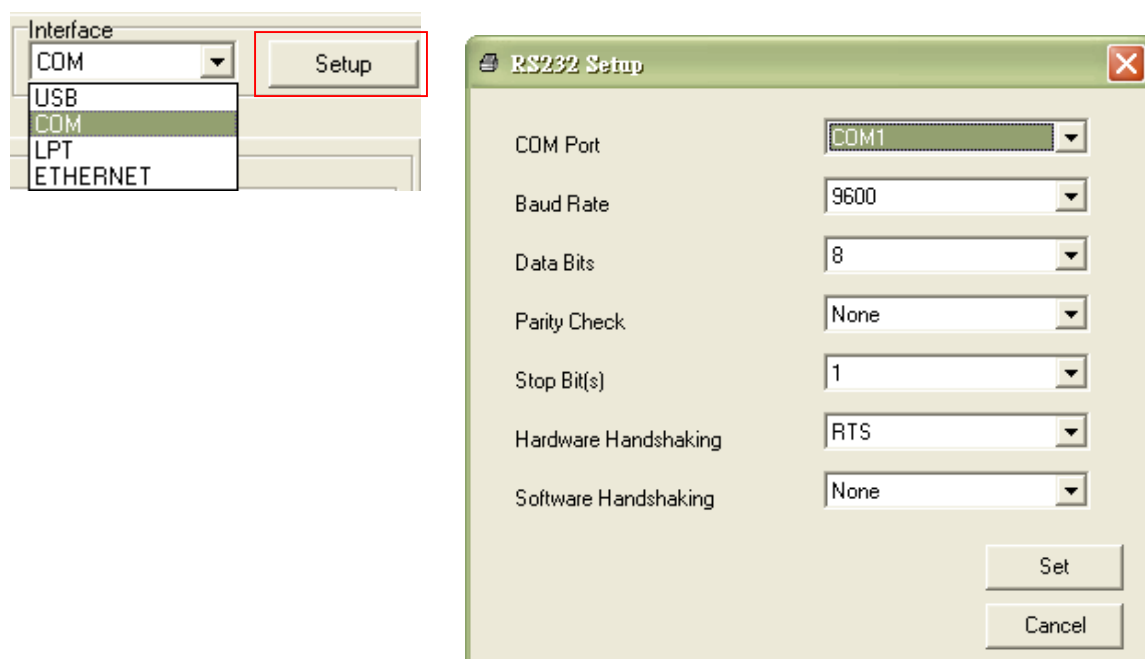 Interface
COM
Setup
USB
COM
LPT
ETHERNET
RS232 Setup
COM Port
COM1
Baud Rate
9600
Data Bits
8
Parity Check
None
Stop Bit(s)
1
Hardware Handshaking
RTS
Software Handshaking
None
Set
Cancel